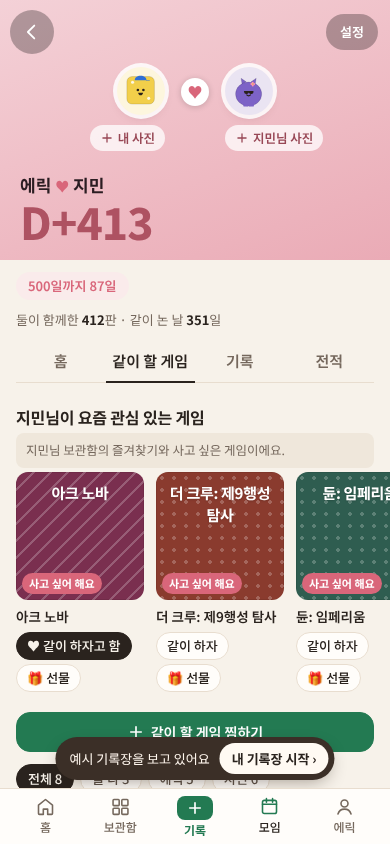 설정
+ 내 사진
+ 지민님 사진
에릭 ♥ 지민
D+413
500일까지 87일
둘이 함께한 412판 · 같이 논 날 351일
홈 같이 할 게임 기록 전적
지민님이 요즘 관심 있는 게임
지민님 보관함의 즐겨찾기와 사고 싶은 게임이에요.
아크 노바
더 크루: 제9행성
탐사
듄: 임페리움
사고 싶어 해요 사고 싶어 해요 사고 싶어 해요
아크 노바 더 크루: 제9행성 탐사 듄: 임페리움
♥ 같이 하자고 함 같이 하자 같이 하자
🎁 선물 🎁 선물 🎁 선물
+ 같이 할 게임 찜하기
예시 기록장을 보고 있어요 내 기록장 시작 ›
전체 8
홈 보관함 기록 모임 에릭